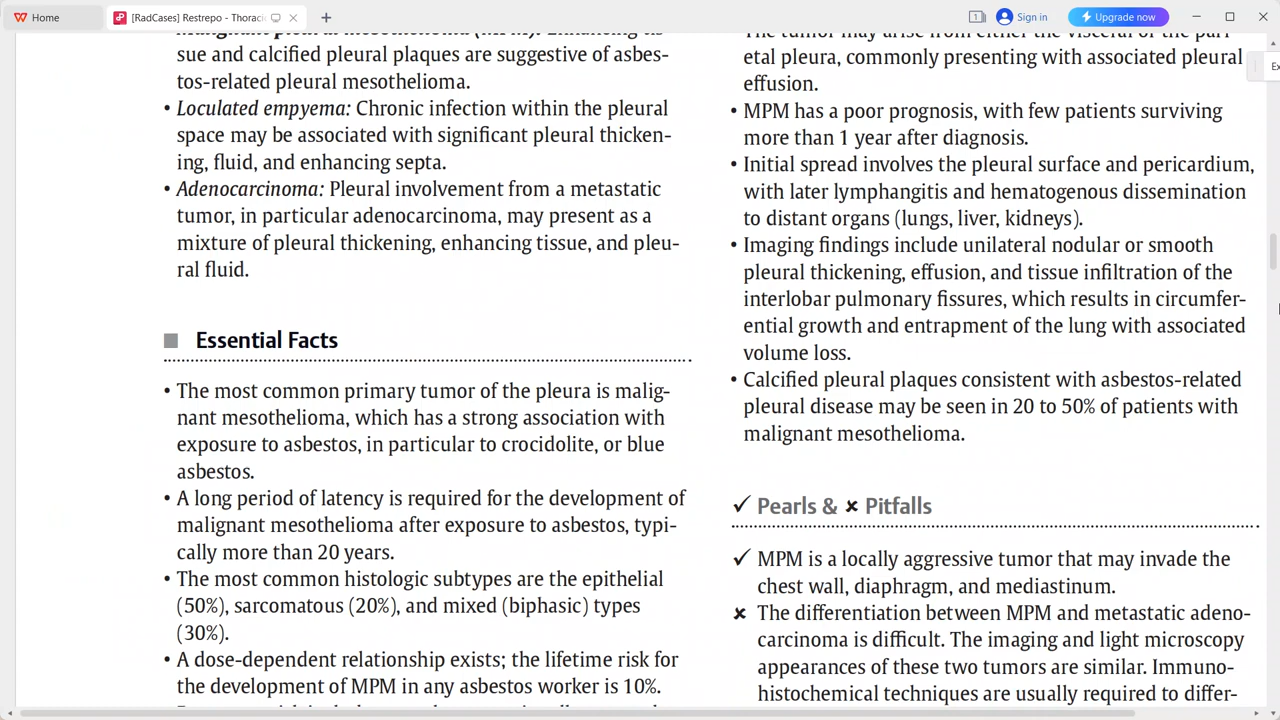 Home
[RadCases] Restrepo - Thoraci
1
Sign in
Upgrade now
sue and calcified pleural plaques are suggestive of asbes-
tos-related pleural mesothelioma.
• Loculated empyema: Chronic infection within the pleural
space may be associated with significant pleural thicken-
ing, fluid, and enhancing septa.
• Adenocarcinoma: Pleural involvement from a metastatic
tumor, in particular adenocarcinoma, may present as a
mixture of pleural thickening, enhancing tissue, and pleu-
ral fluid.
Essential Facts
• The most common primary tumor of the pleura is malig-
nant mesothelioma, which has a strong association with
exposure to asbestos, in particular to crocidolite, or blue
asbestos.
• A long period of latency is required for the development of
malignant mesothelioma after exposure to asbestos, typi-
cally more than 20 years.
• The most common histologic subtypes are the epithelial
(50%), sarcomatous (20%), and mixed (biphasic) types
(30%).
• A dose-dependent relationship exists; the lifetime risk for
the development of MPM in any asbestos worker is 10%.
The tumor may arise from either the visceral or the pari-
etal pleura, commonly presenting with associated pleural
effusion.
• MPM has a poor prognosis, with few patients surviving
more than 1 year after diagnosis.
• Initial spread involves the pleural surface and pericardium,
with later lymphangitis and hematogenous dissemination
to distant organs (lungs, liver, kidneys).
• Imaging findings include unilateral nodular or smooth
pleural thickening, effusion, and tissue infiltration of the
interlobar pulmonary fissures, which results in circumfer-
ential growth and entrapment of the lung with associated
volume loss.
• Calcified pleural plaques consistent with asbestos-related
pleural disease may be seen in 20 to 50% of patients with
malignant mesothelioma.
✓ Pearls & ✗ Pitfalls
✓ MPM is a locally aggressive tumor that may invade the
chest wall, diaphragm, and mediastinum.
✗ The differentiation between MPM and metastatic adeno-
carcinoma is difficult. The imaging and light microscopy
appearances of these two tumors are similar. Immuno-
histochemical techniques are usually required to differ-
Ex